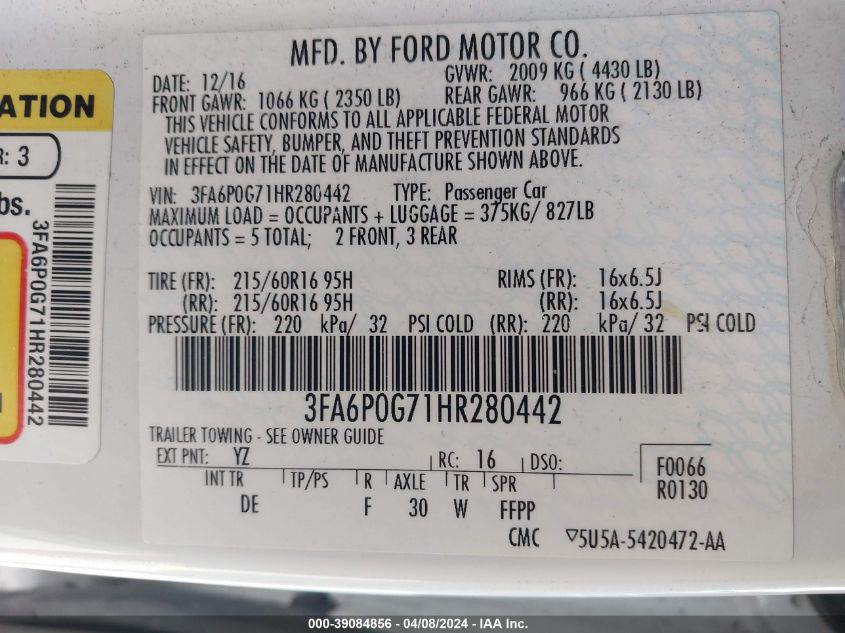 MFD. BY FORD MOTOR CO.
DATE: 12/16
GVWR: 2009 KG ( 4430 LB)
FRONT GAWR: 1066 KG ( 2350 LB)
REAR GAWR: 966 KG ( 2130 LB)
THIS VEHICLE CONFORMS TO ALL APPLICABLE FEDERAL MOTOR
VEHICLE SAFETY, BUMPER, AND THEFT PREVENTION STANDARDS
IN EFFECT ON THE DATE OF MANUFACTURE SHOWN ABOVE.
VIN: 3FA6P0G71HR280442 TYPE: Passenger Car
MAXIMUM LOAD = OCCUPANTS + LUGGAGE = 375KG/ 827LB
OCCUPANTS = 5 TOTAL; 2 FRONT, 3 REAR
TIRE (FR): 215/60R16 95H RIMS (FR): 16x6.5J
(RR): 215/60R16 95H (RR): 16x6.5J
PRESSURE (FR): 220 kPa/ 32 PSI COLD (RR): 220 kPa/ 32 PSI COLD
3FA6P0G71HR280442
TRAILER TOWING - SEE OWNER GUIDE
EXT PNT: YZ RC: 16 DSO:
INT TR TP/PS R AXLE TR SPR
DE F 30 W FFPP
F0066
R0130
CMC ▽5U5A-5420472-AA
ATION
R: 3
bs.
3FA6P0G71HR280442
000-39084856 - 04/08/2024 - IAA Inc.